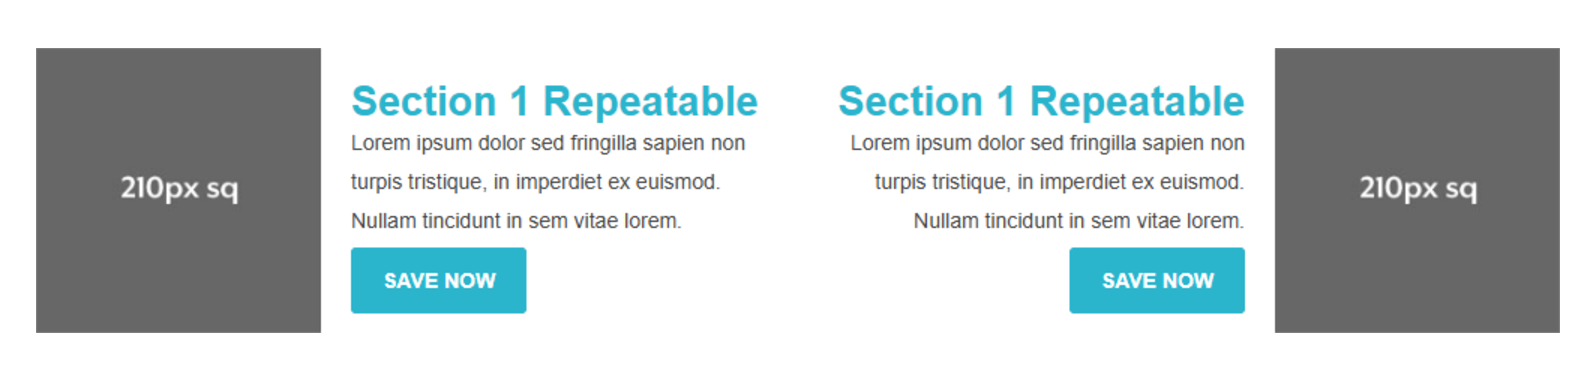 210px sq
Section 1 Repeatable
Lorem ipsum dolor sed fringilla sapien non
turpis tristique, in imperdiet ex euismod.
Nullam tincidunt in sem vitae lorem.
SAVE NOW
Section 1 Repeatable
Lorem ipsum dolor sed fringilla sapien non
turpis tristique, in imperdiet ex euismod.
Nullam tincidunt in sem vitae lorem.
SAVE NOW
210px sq